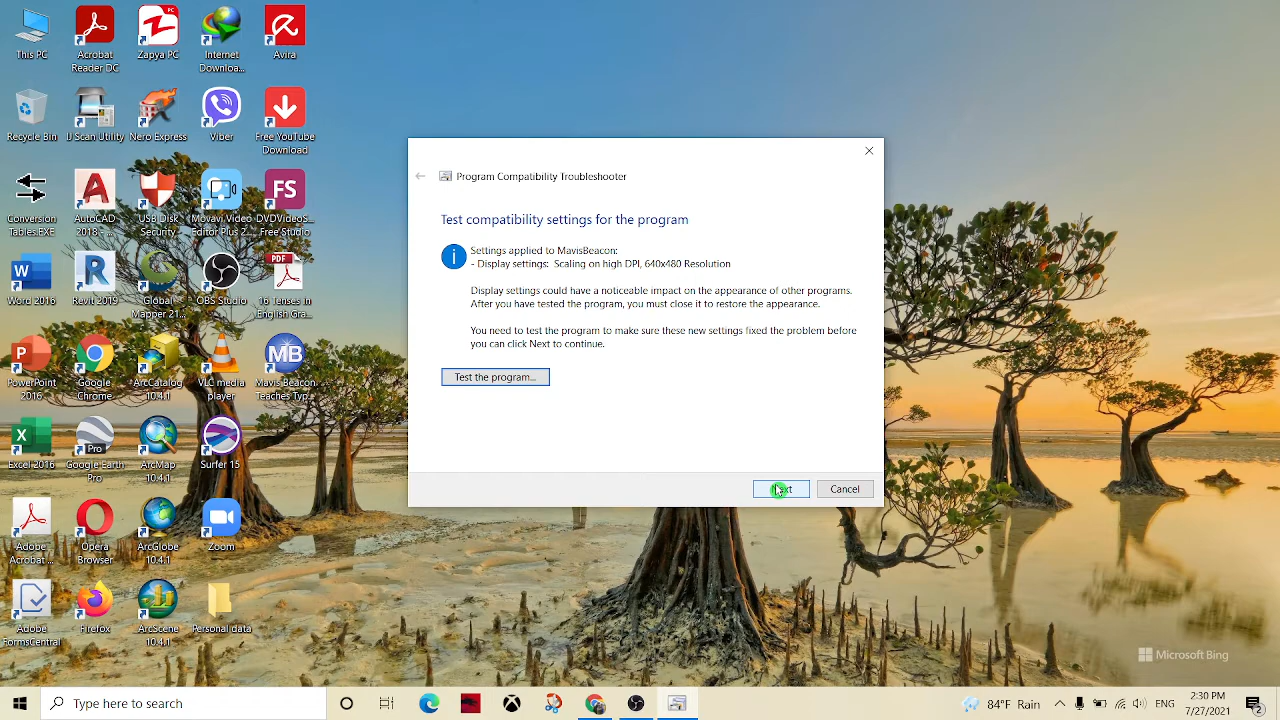 This PC
Acrobat
Reader DC
Zapya PC
Internet
Downloa...
Avira
Recycle Bin
IJ Scan Utility
Nero Express
Viber
Free YouTube
Download
Conversion
Tables.EXE
AutoCAD
2018 - ...
USB Disk
Security
Movavi Video
Editor Plus 2...
FS
DVDVideoS...
Free Studio
W
Word 2016
R
Revit 2019
Global
Mapper 21...
OBS Studio
PDF
16 Tenses in
English Gra...
P
PowerPoint
2016
Google
Chrome
ArcCatalog
10.4.1
VLC media
player
MB
Mavis Beacon
Teaches Typ...
X
Excel 2016
Pro
Google Earth
Pro
ArcMap
10.4.1
Surfer 15
Adobe
Acrobat ...
Opera
Browser
ArcGlobe
10.4.1
Zoom
Adobe
FormsCentral
Firefox
ArcScene
10.4.1
Personal data
Program Compatibility Troubleshooter
Test compatibility settings for the program
Settings applied to MavisBeacon:
- Display settings: Scaling on high DPI, 640x480 Resolution
Display settings could have a noticeable impact on the appearance of other programs.
After you have tested the program, you must close it to restore the appearance.
You need to test the program to make sure these new settings fixed the problem before
you can click Next to continue.
Test the program...
Cancel
Microsoft Bing
Type here to search
84°F Rain
ENG
2:30 PM
7/27/2021
2